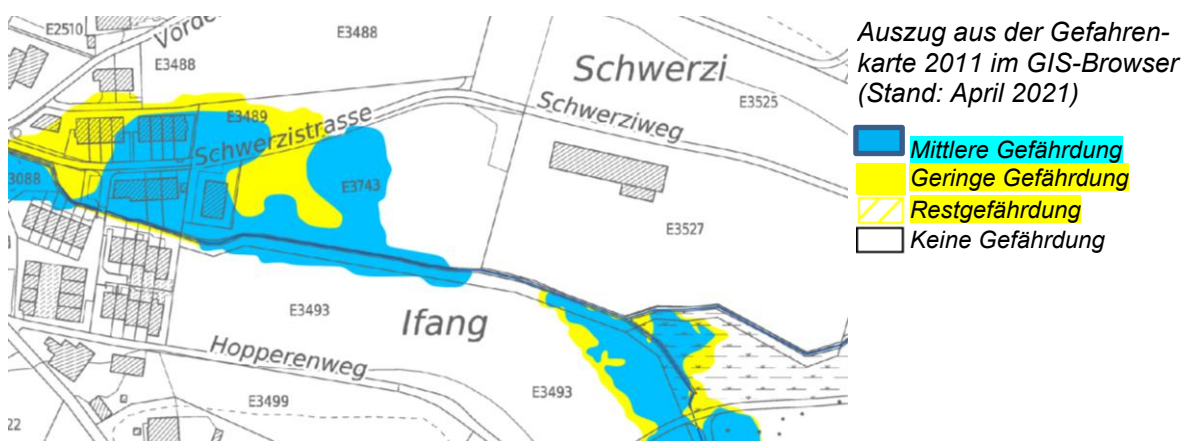 E2510
Vorde
E3488
E3488
Schwerzi
E3489
Schwerzistrasse
Schwerziweg
E3525
3088
E3743
E3527
E3493
Ifang
Hopperenweg
E3493
E3499
22
Auszug aus der Gefahren-
karte 2011 im GIS-Browser
(Stand: April 2021)
Mittlere Gefährdung
Geringe Gefährdung
Restgefährdung
Keine Gefährdung